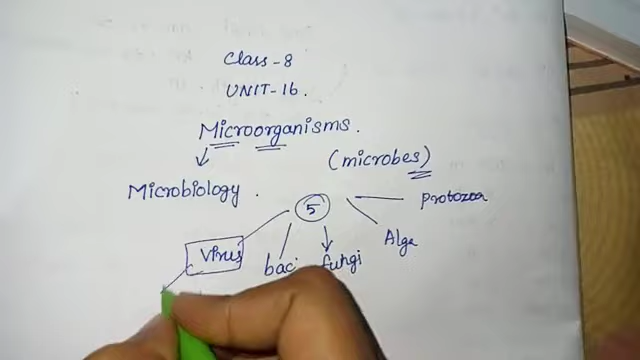 Class-8
UNIT-16.
Microorganisms.
(microbes)
Microbiology.
5
protozoa
Alga
Virus
baci
fungi